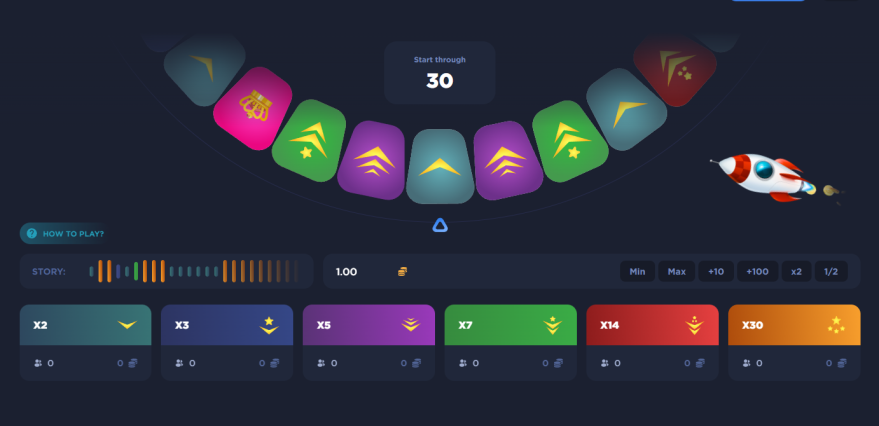 Start through
30
HOW TO PLAY?
STORY:
1.00
Min
Max
+10
+100
x2
1/2
X2
X3
X5
X7
X14
X30
0
0
0
0
0
0
0
0
0
0
0
0